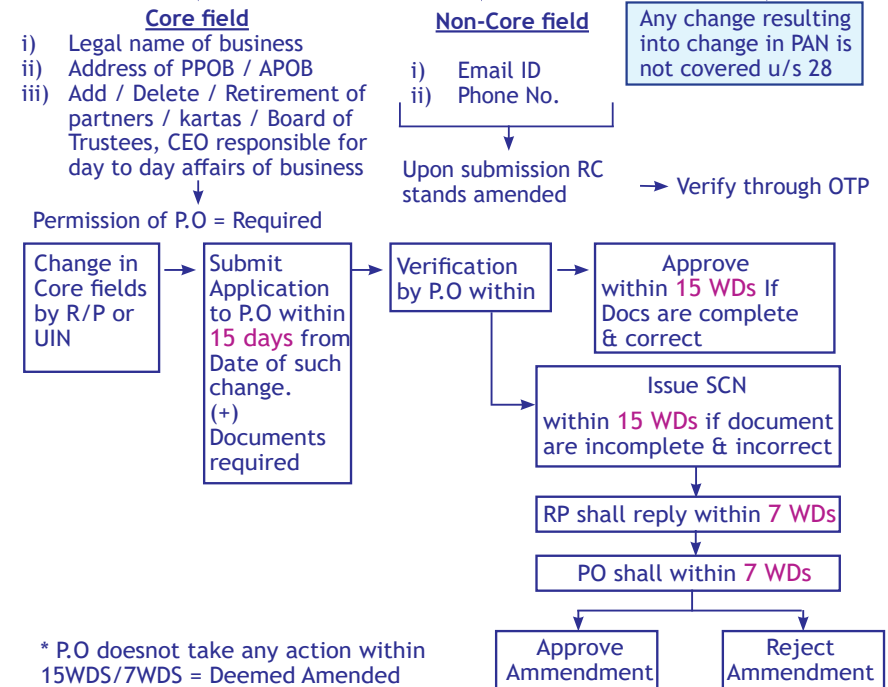 Core field
i) Legal name of business
ii) Address of PPOB / APOB
iii) Add / Delete / Retirement of
partners / kartas / Board of
Trustees, CEO responsible for
day to day affairs of business
Permission of P.O = Required
Non-Core field
i) Email ID
ii) Phone No.
Upon submission RC
stands amended
Verify through OTP
Any change resulting
into change in PAN is
not covered u/s 28
Change in
Core fields
by R/P or
UIN
Submit
Application
to P.O within
15 days from
Date of such
change.
(+)
Documents
required
Verification
by P.O within
Approve
within 15 WDs If
Docs are complete
& correct
Issue SCN
within 15 WDs if document
are incomplete & incorrect
RP shall reply within 7 WDs
PO shall within 7 WDs
Approve
Ammendment
Reject
Ammendment
* P.O doesnot take any action within
15WDS/7WDS = Deemed Amended